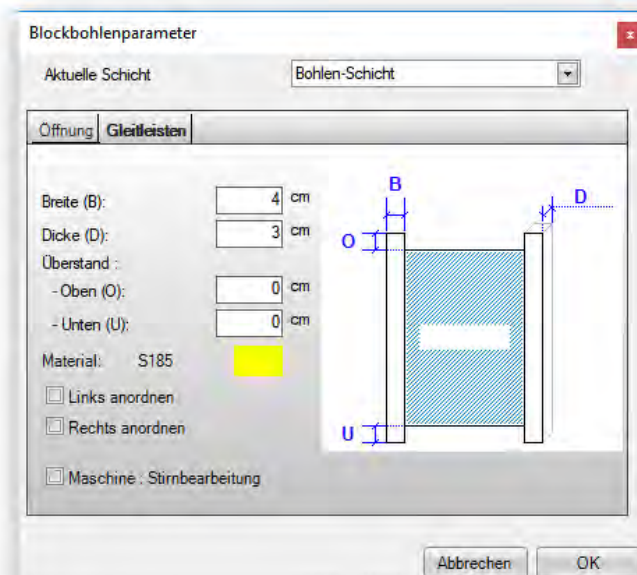 Blockbohlenparameter
x
Aktuelle Schicht Bohlen-Schicht
Öffnung Gleitleisten
Breite (B): 4 cm
Dicke (D): 3 cm
Überstand :
- Oben (O): 0 cm
- Unten (U): 0 cm
Material: S185
Links anordnen
Rechts anordnen
Maschine : Stirnbearbeitung
B
D
O
U
Abbrechen OK